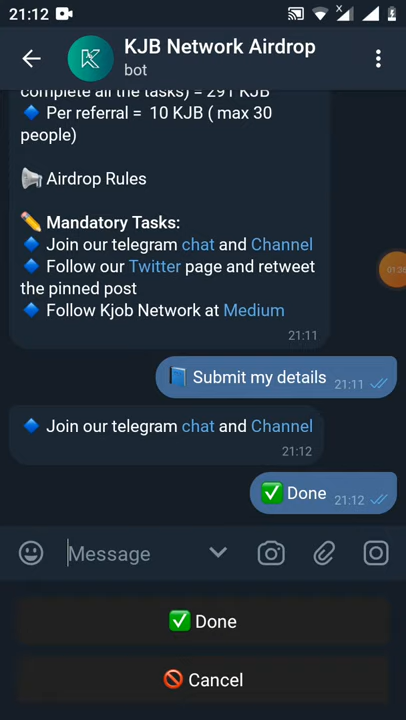 21:12
KJB Network Airdrop
bot
complete all the tasks) = 291 KJB
🔹 Per referral = 10 KJB ( max 30
people)
📢 Airdrop Rules
✏️ Mandatory Tasks:
🔹 Join our telegram chat and Channel
🔹 Follow our Twitter page and retweet
the pinned post
🔹 Follow Kjob Network at Medium
21:11
01:36
📘 Submit my details 21:11
🔹 Join our telegram chat and Channel
21:12
✅ Done 21:12
Message
✅ Done
🚫 Cancel